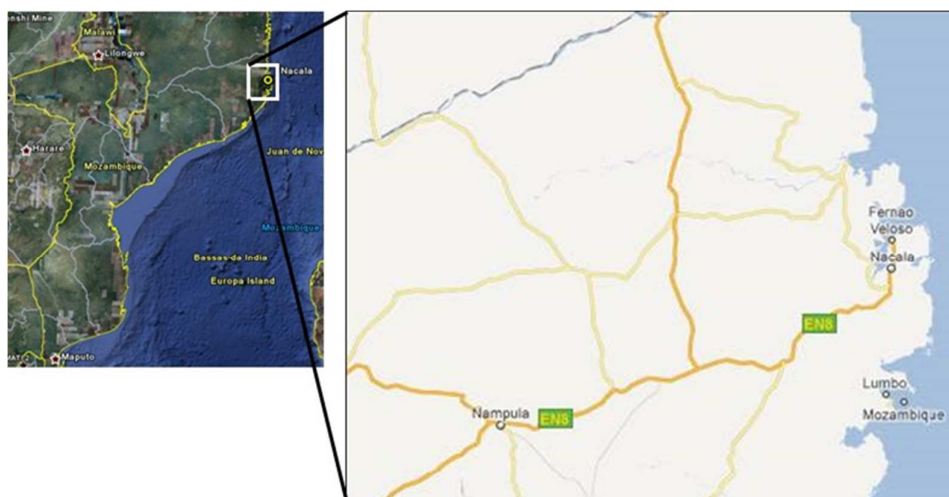 Malawi
Lilongwe
Nacala
Harare
Juan de Nov
Mozambique
Mozambique
Bassas da India
Europa Island
Maputo
Fernao
Veloso
Nacala
EN8
Lumbo
Mozambique
Nampula
EN8